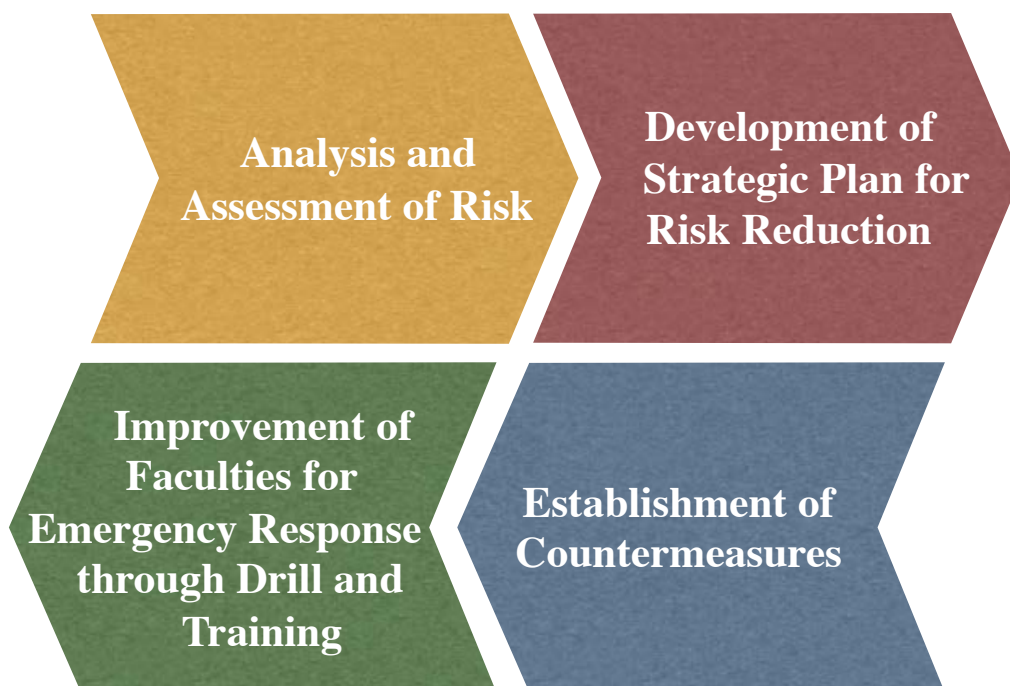 Analysis and
Assessment of Risk
Development of
Strategic Plan for
Risk Reduction
Improvement of
Faculties for
Emergency Response
through Drill and
Training
Establishment of
Countermeasures